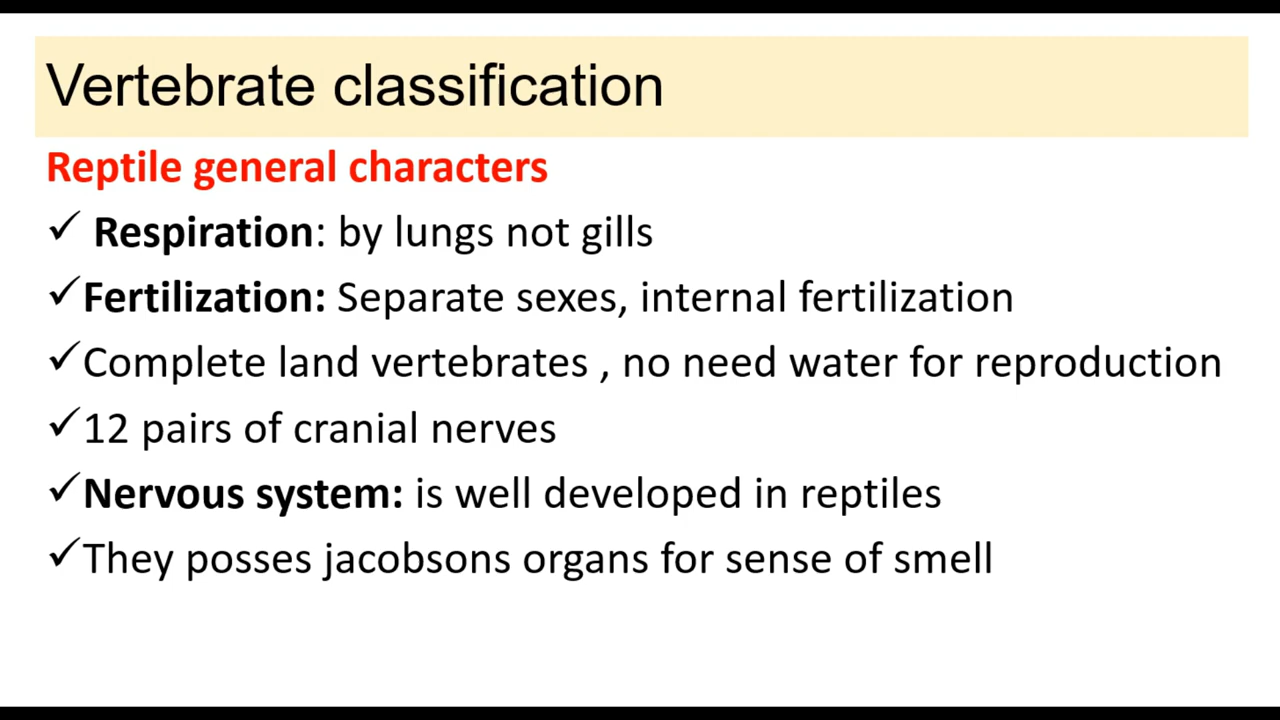 Vertebrate classification
Reptile general characters
✓ Respiration: by lungs not gills
✓Fertilization: Separate sexes, internal fertilization
✓Complete land vertebrates , no need water for reproduction
✓12 pairs of cranial nerves
✓Nervous system: is well developed in reptiles
✓They posses jacobsons organs for sense of smell